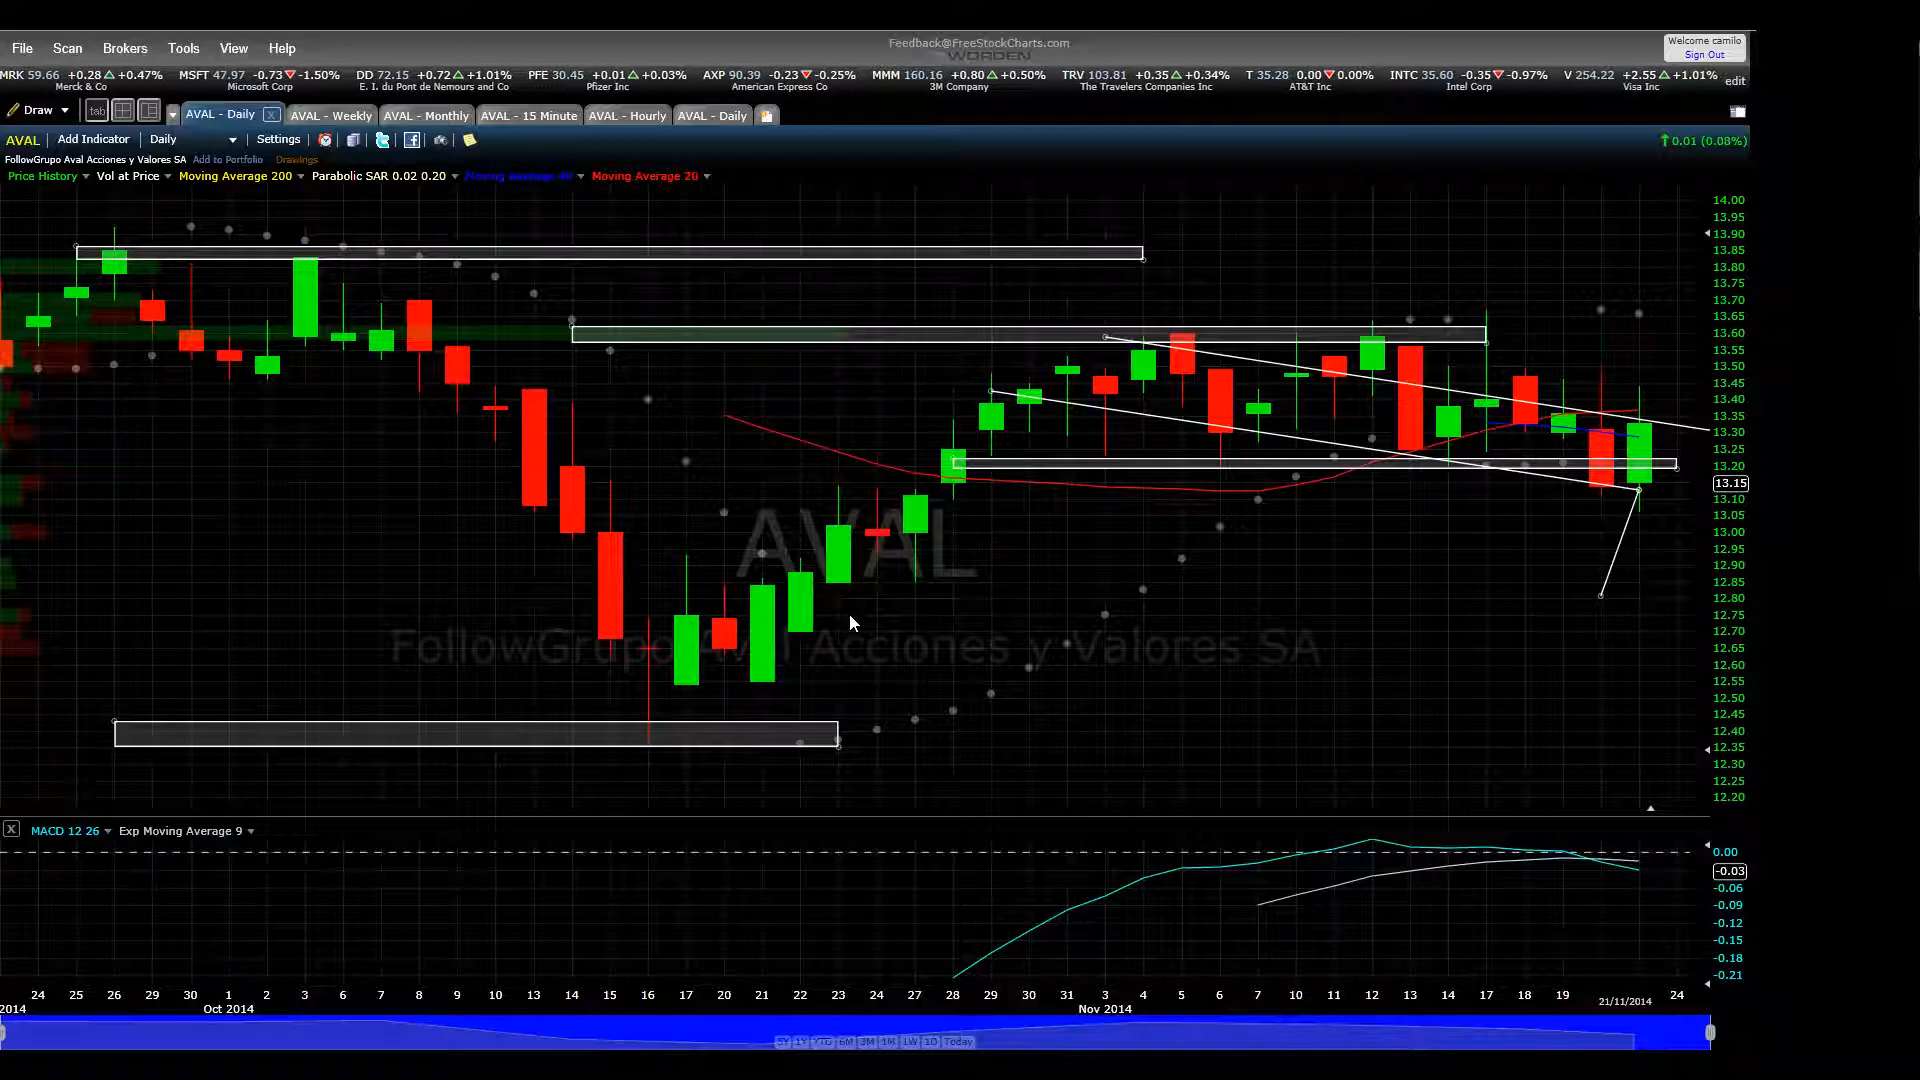 File Scan Brokers Tools View Help
Feedback@FreeStockCharts.com
WORDEN
Welcome camilo
Sign Out
MRK 59.66 +0.28 +0.47% MSFT 47.97 -0.73 -1.50% DD 72.15 +0.72 +1.01% PFE 30.45 +0.01 +0.03% AXP 90.39 -0.23 -0.25% MMM 160.16 +0.80 +0.50% TRV 103.81 +0.35 +0.34% T 35.28 0.00 0.00% INTC 35.60 -0.35 -0.97% V 254.22 +2.55 +1.01% edit
Merck & Co Microsoft Corp E. I. du Pont de Nemours and Co Pfizer Inc American Express Co 3M Company The Travelers Companies Inc AT&T Inc Intel Corp Visa Inc
Draw tab AVAL - Daily x AVAL - Weekly AVAL - Monthly AVAL - 15 Minute AVAL - Hourly AVAL - Daily
AVAL Add Indicator Daily Settings 0.01 (0.08%)
FollowGrupo Aval Acciones y Valores SA Add to Portfolio Drawings
Price History Vol at Price Moving Average 200 Parabolic SAR 0.02 0.20 Moving Average 40 Moving Average 20
14.00
13.95
13.90
13.85
13.80
13.75
13.70
13.65
13.60
13.55
13.50
13.45
13.40
13.35
13.30
13.25
13.20
13.15
13.10
13.05
13.00
12.95
12.90
12.85
12.80
12.75
12.70
12.65
12.60
12.55
12.50
12.45
12.40
12.35
12.30
12.25
12.20
AVAL
FollowGrupo Aval Acciones y Valores SA
X MACD 12 26 Exp Moving Average 9
0.00
-0.03
-0.06
-0.09
-0.12
-0.15
-0.18
-0.21
24 25 26 29 30 1 2 3 6 7 8 9 10 13 14 15 16 17 20 21 22 23 24 27 28 29 30 31 3 4 5 6 7 10 11 12 13 14 17 18 19 21/11/2014 24
2014 Oct 2014 Nov 2014
5Y 1Y YTD 6M 3M 1M 1W 1D Today